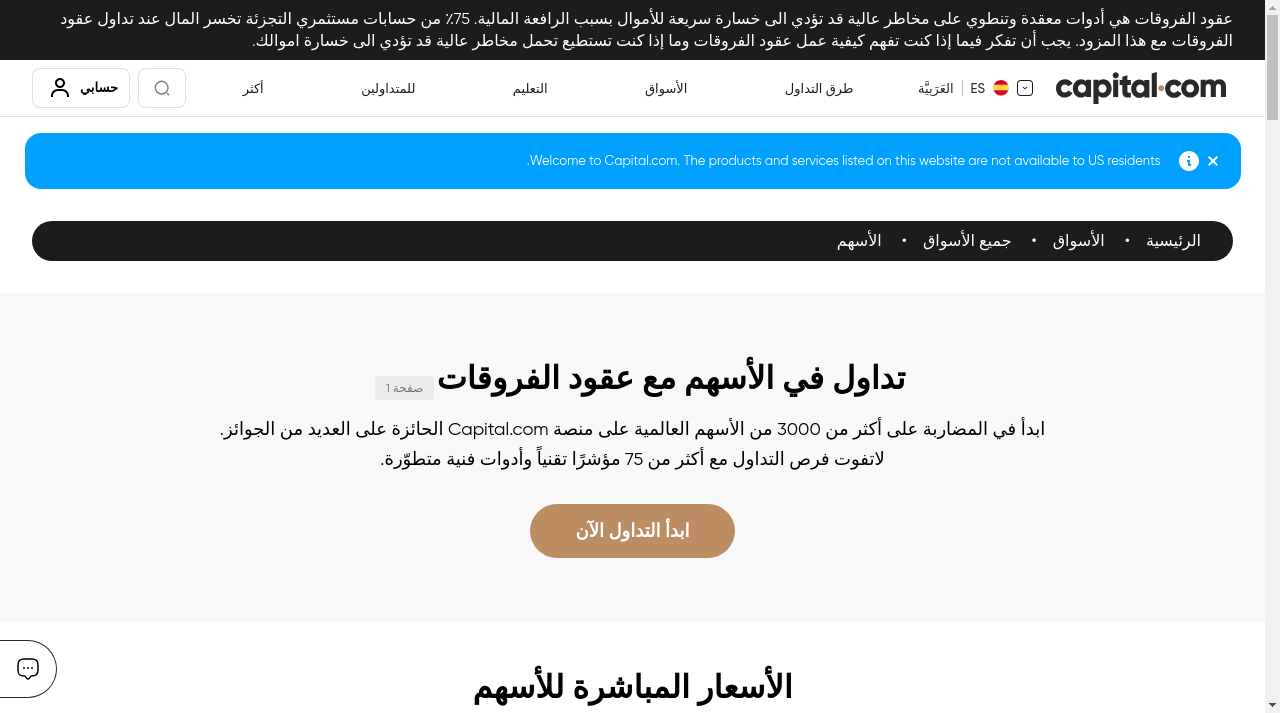 عقود الفروقات هي أدوات معقدة وتنطوي على مخاطر عالية قد تؤدي الى خسارة سريعة للأموال بسبب الرافعة المالية. 75٪ من حسابات مستثمري التجزئة تخسر المال عند تداول عقود
الفروقات مع هذا المزود. يجب أن تفكر فيما إذا كنت تفهم كيفية عمل عقود الفروقات وما إذا كنت تستطيع تحمل مخاطر عالية قد تؤدي الى خسارة اموالك.
capital.com
ES
العَرَبيَّة
طرق التداول
الأسواق
التعليم
للمتداولين
أكثر
حسابي
Welcome to Capital.com. The products and services listed on this website are not available to US residents.
الرئيسية • الأسواق • جميع الأسواق • الأسهم
تداول في الأسهم مع عقود الفروقات صفحة 1
ابدأ في المضاربة على أكثر من 3000 من الأسهم العالمية على منصة Capital.com الحائزة على العديد من الجوائز.
لاتفوت فرص التداول مع أكثر من 75 مؤشرًا تقنياً وأدوات فنية متطوّرة.
ابدأ التداول الآن
الأسعار المباشرة للأسهم